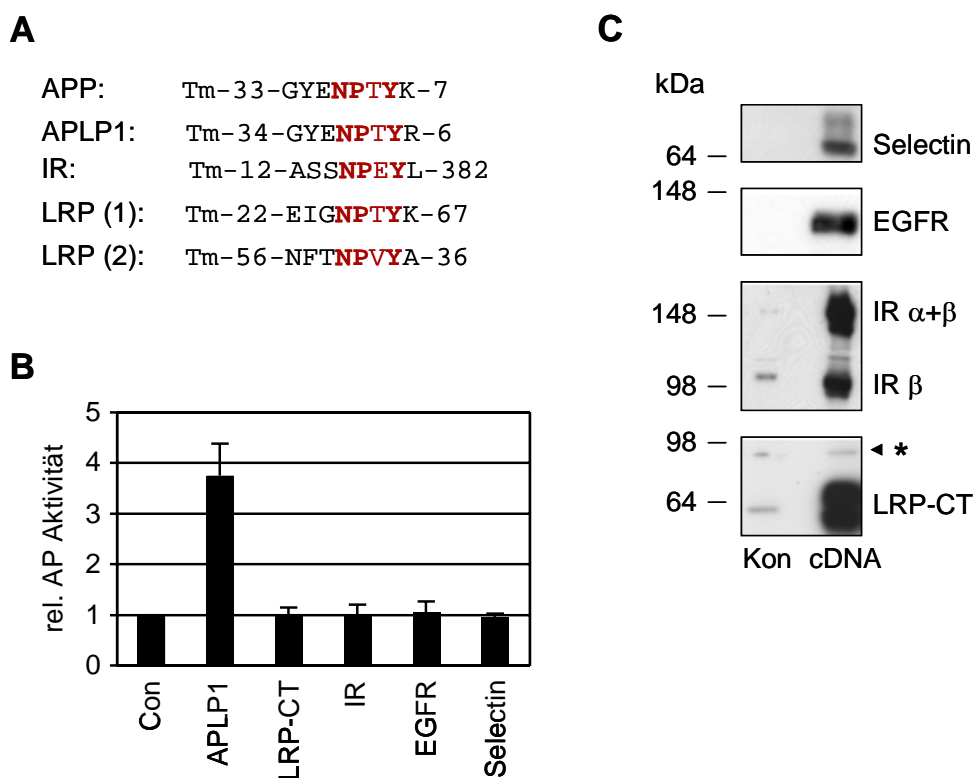 A
APP: Tm-33-GYENPTYK-7
APLP1: Tm-34-GYENPTYR-6
IR: Tm-12-ASSNPEYL-382
LRP (1): Tm-22-EIGNPTYK-67
LRP (2): Tm-56-NFTNPVYA-36
B
rel. AP Aktivität
5
4
3
2
1
0
Con
APLP1
LRP-CT
IR
EGFR
Selectin
C
kDa
Selectin
64
148
EGFR
148
IR α+β
98
IR β
98
*
64
LRP-CT
Kon cDNA